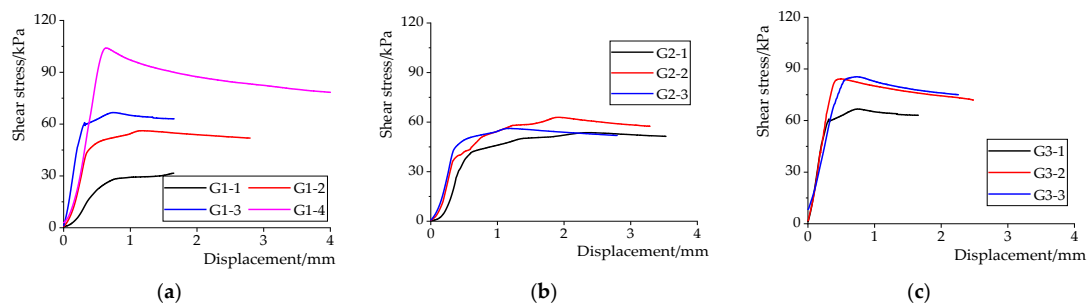 Shear stress/kPa
120
90
60
30
0
0 1 2 3 4
Displacement/mm
G1-1 G1-2
G1-3 G1-4
(a)
Shear stress/kPa
120
90
60
30
0
0 1 2 3 4
Displacement/mm
G2-1
G2-2
G2-3
(b)
Shear stress/kPa
120
90
60
30
0
0 1 2 3 4
Displacement/mm
G3-1
G3-2
G3-3
(c)